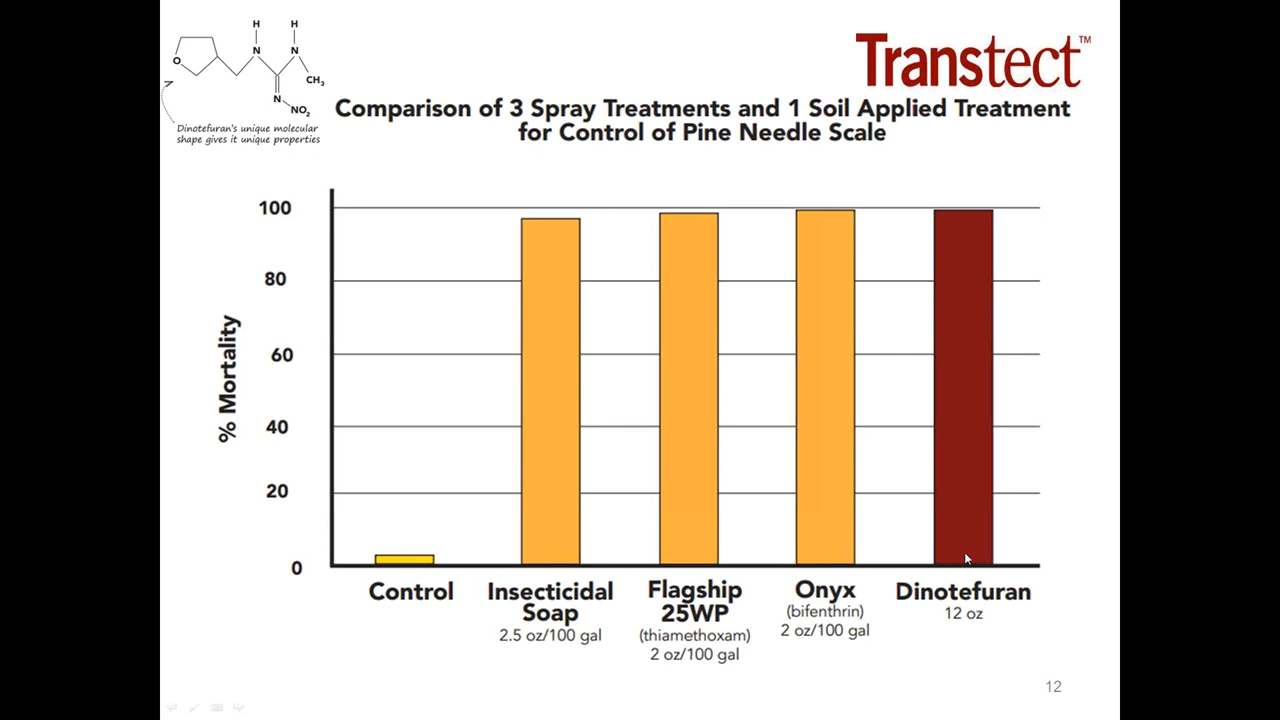 H H
N N
O
CH3
N
NO2
Dinotefuran's unique molecular
shape gives it unique properties
Transtect™
Comparison of 3 Spray Treatments and 1 Soil Applied Treatment
for Control of Pine Needle Scale
% Mortality
100
80
60
40
20
0
Control
Insecticidal
Soap
2.5 oz/100 gal
Flagship
25WP
(thiamethoxam)
2 oz/100 gal
Onyx
(bifenthrin)
2 oz/100 gal
Dinotefuran
12 oz
12